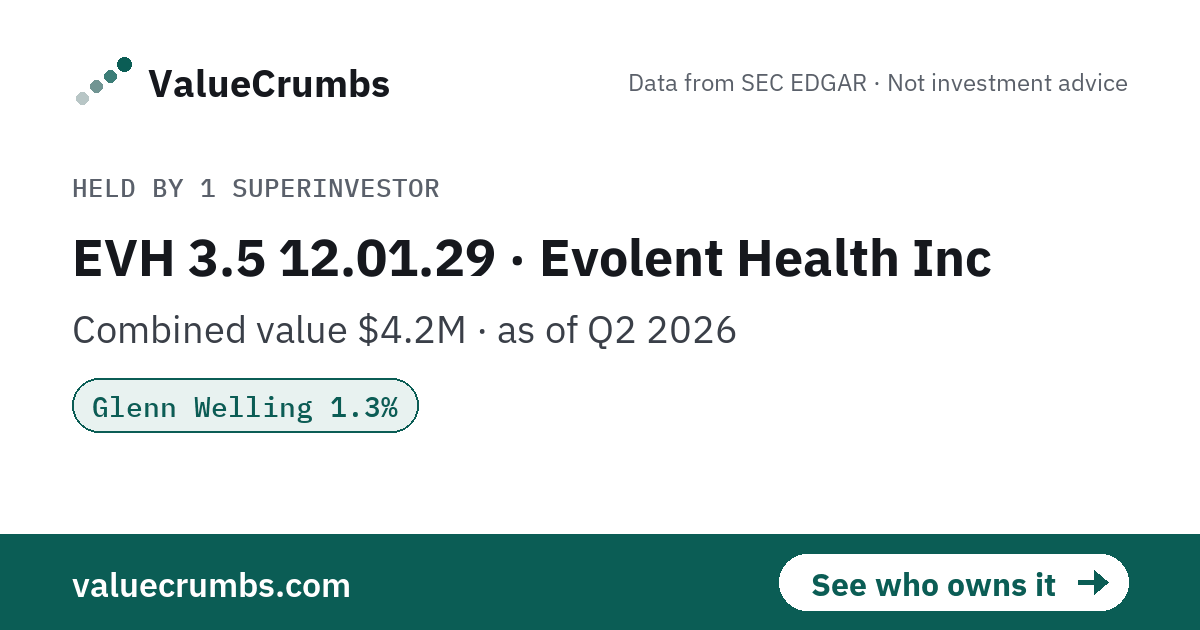 ValueCrumbs
Data from SEC EDGAR · Not investment advice
HELD BY 1 SUPERINVESTOR
EVH 3.5 12.01.29 · Evolent Health Inc
Combined value $4.2M · as of Q2 2026
Glenn Welling 1.3%
valuecrumbs.com
See who owns it →